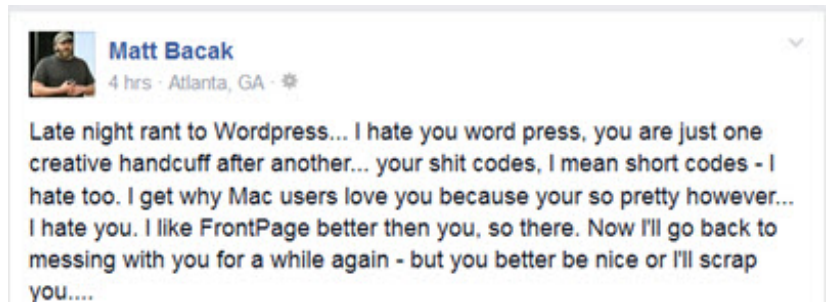 Matt Bacak
4 hrs · Atlanta, GA ·
Late night rant to Wordpress... I hate you word press, you are just one
creative handcuff after another... your shit codes, I mean short codes - I
hate too. I get why Mac users love you because your so pretty however...
I hate you. I like FrontPage better then you, so there. Now I'll go back to
messing with you for a while again - but you better be nice or I'll scrap
you....